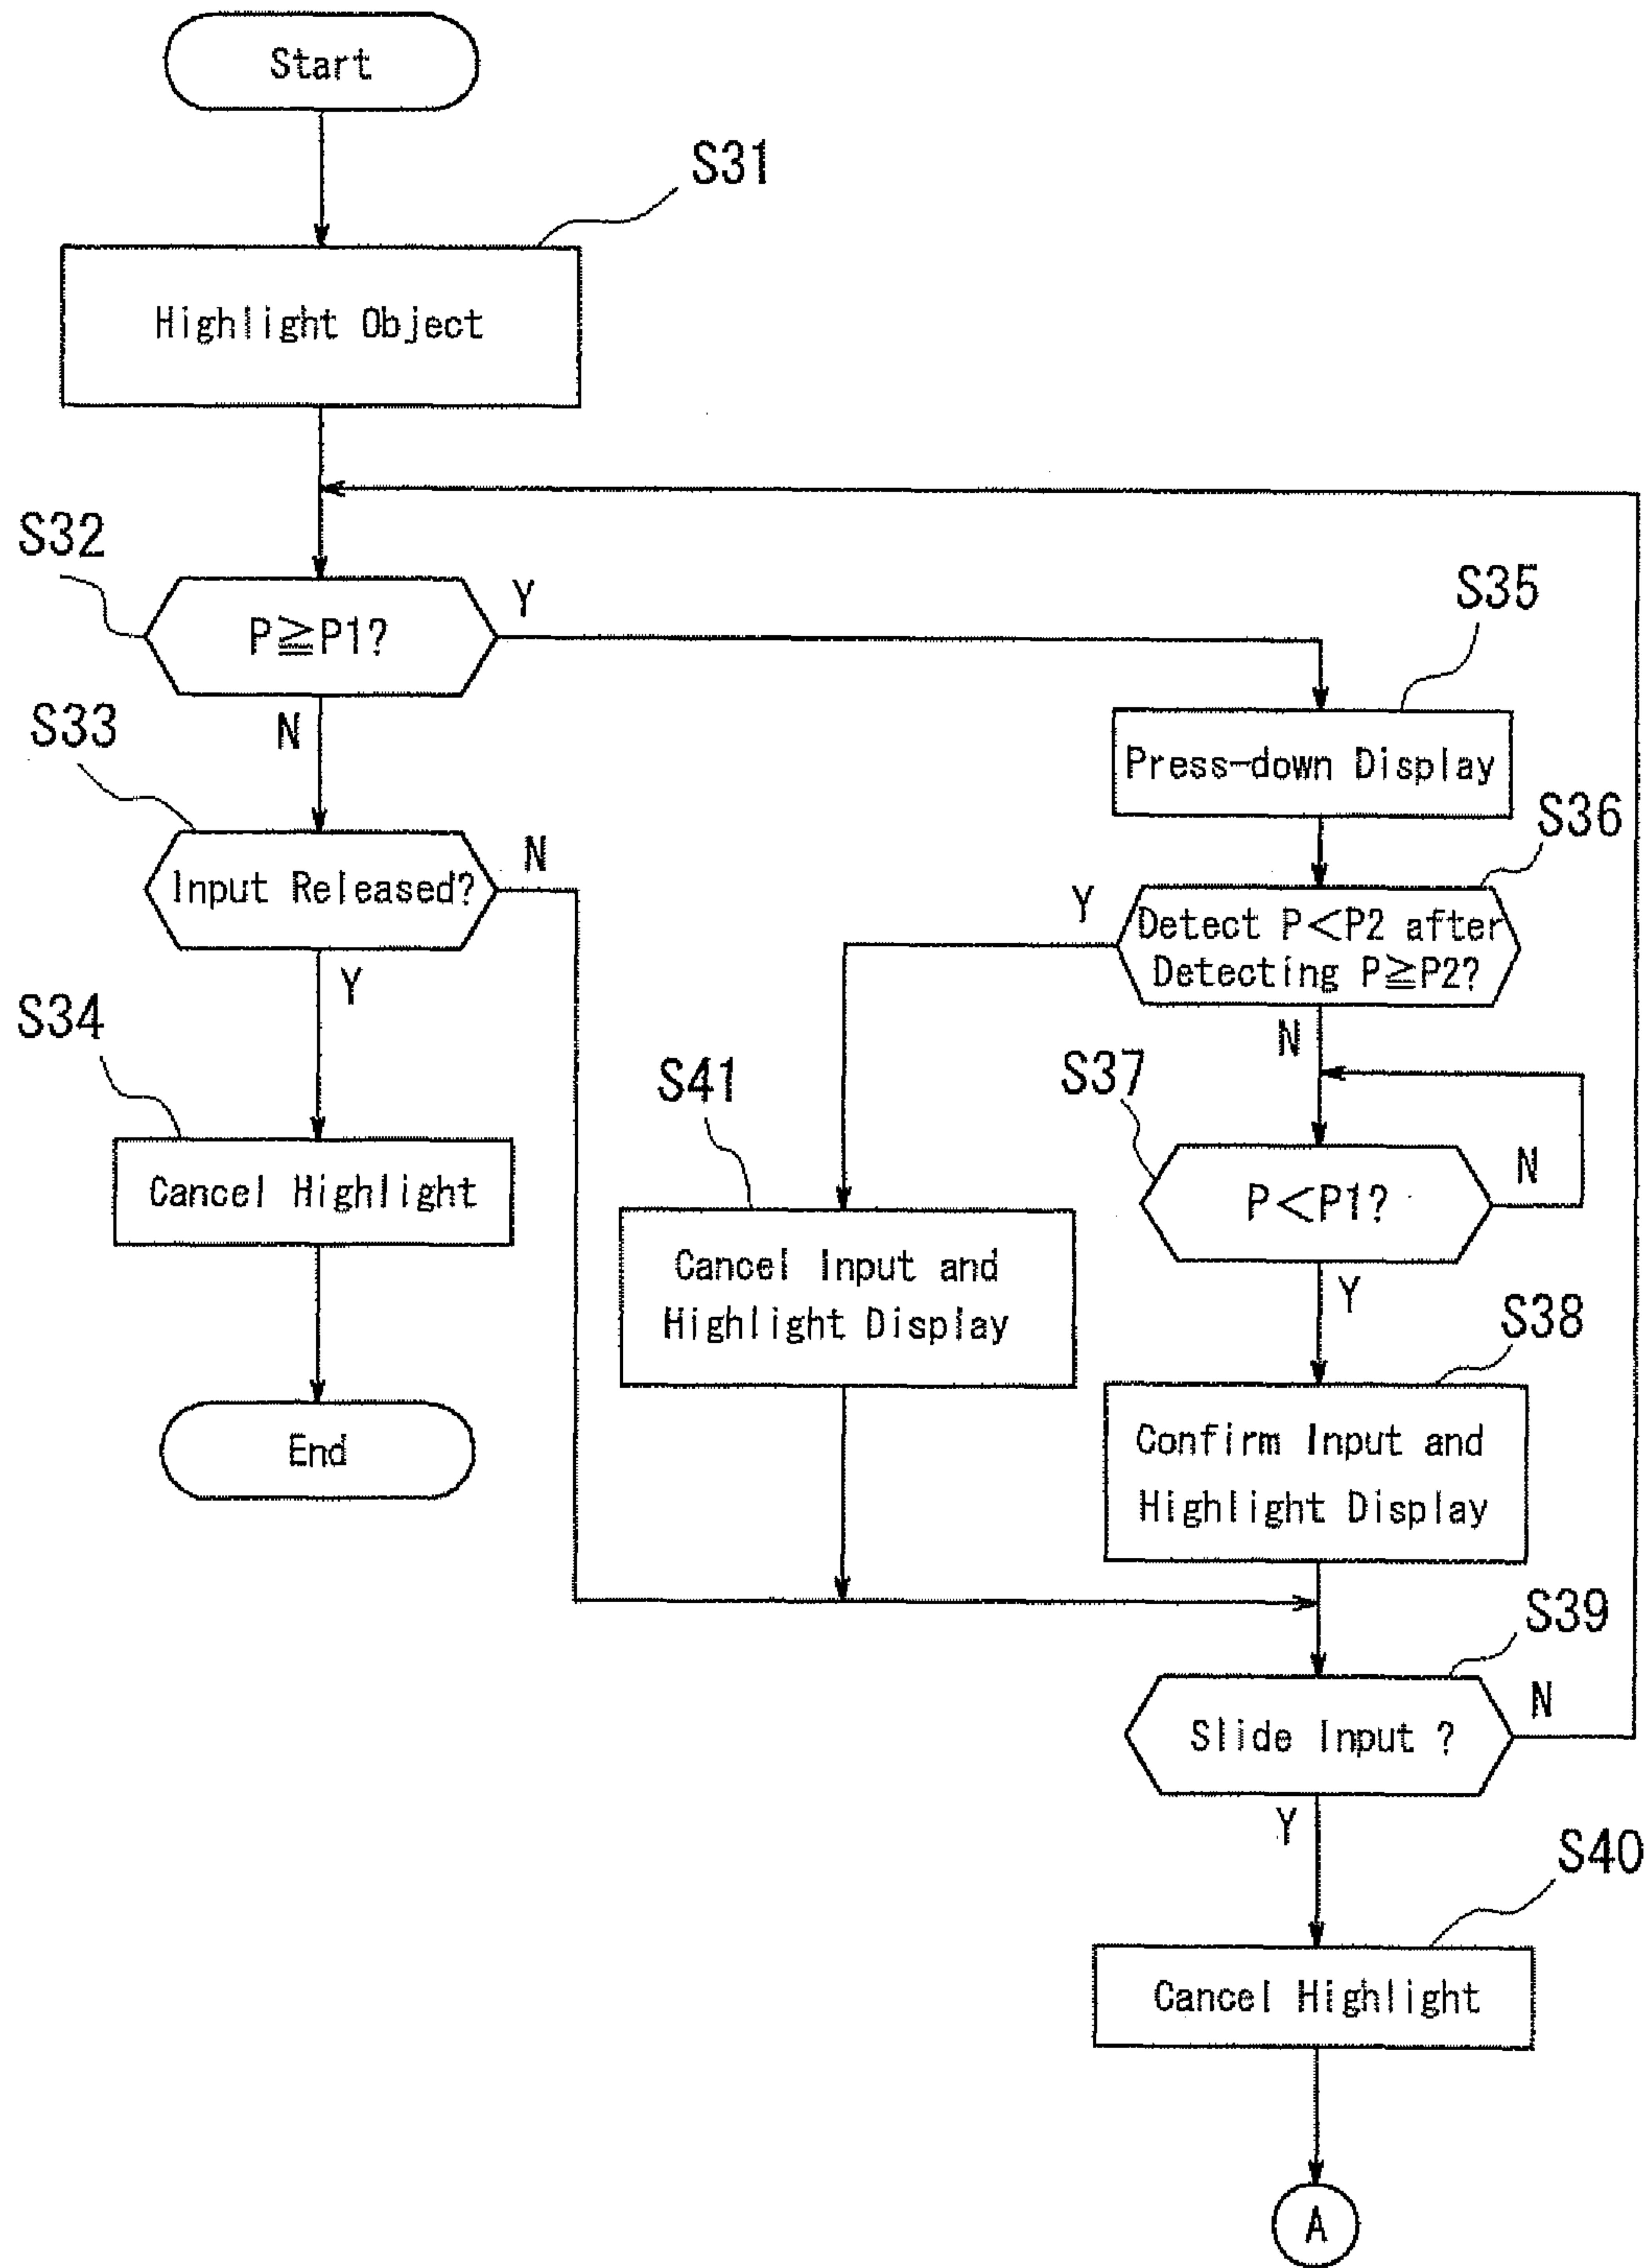 Start
S31
Highlight Object
S32
P≧P1?
Y
S35
S33
N
Press-down Display
S36
Input Released?
N
Y
Detect P<P2 after
Detecting P≧P2?
Y
S34
N
S41
S37
Cancel Highlight
P<P1?
N
Cancel Input and
Highlight Display
Y
S38
End
Confirm Input and
Highlight Display
S39
Slide Input ?
N
Y
S40
Cancel Highlight
A